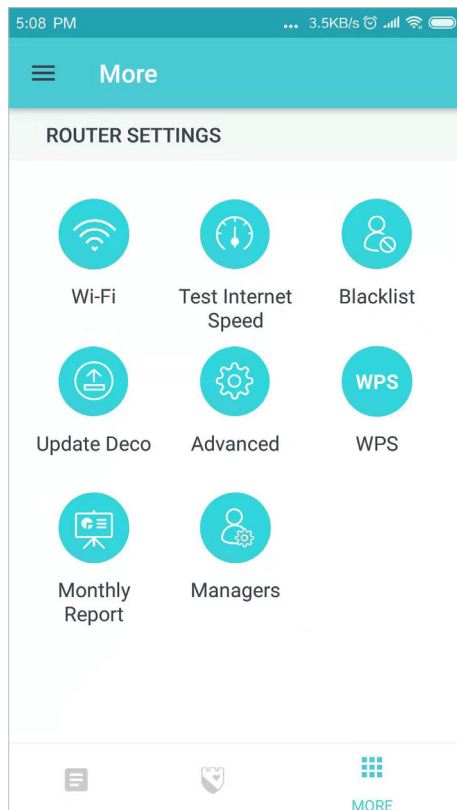 5:08 PM ... 3.5KB/s
More
ROUTER SETTINGS
Wi-Fi
Test Internet
Speed
Blacklist
Update Deco
Advanced
WPS
WPS
Monthly
Report
Managers
MORE